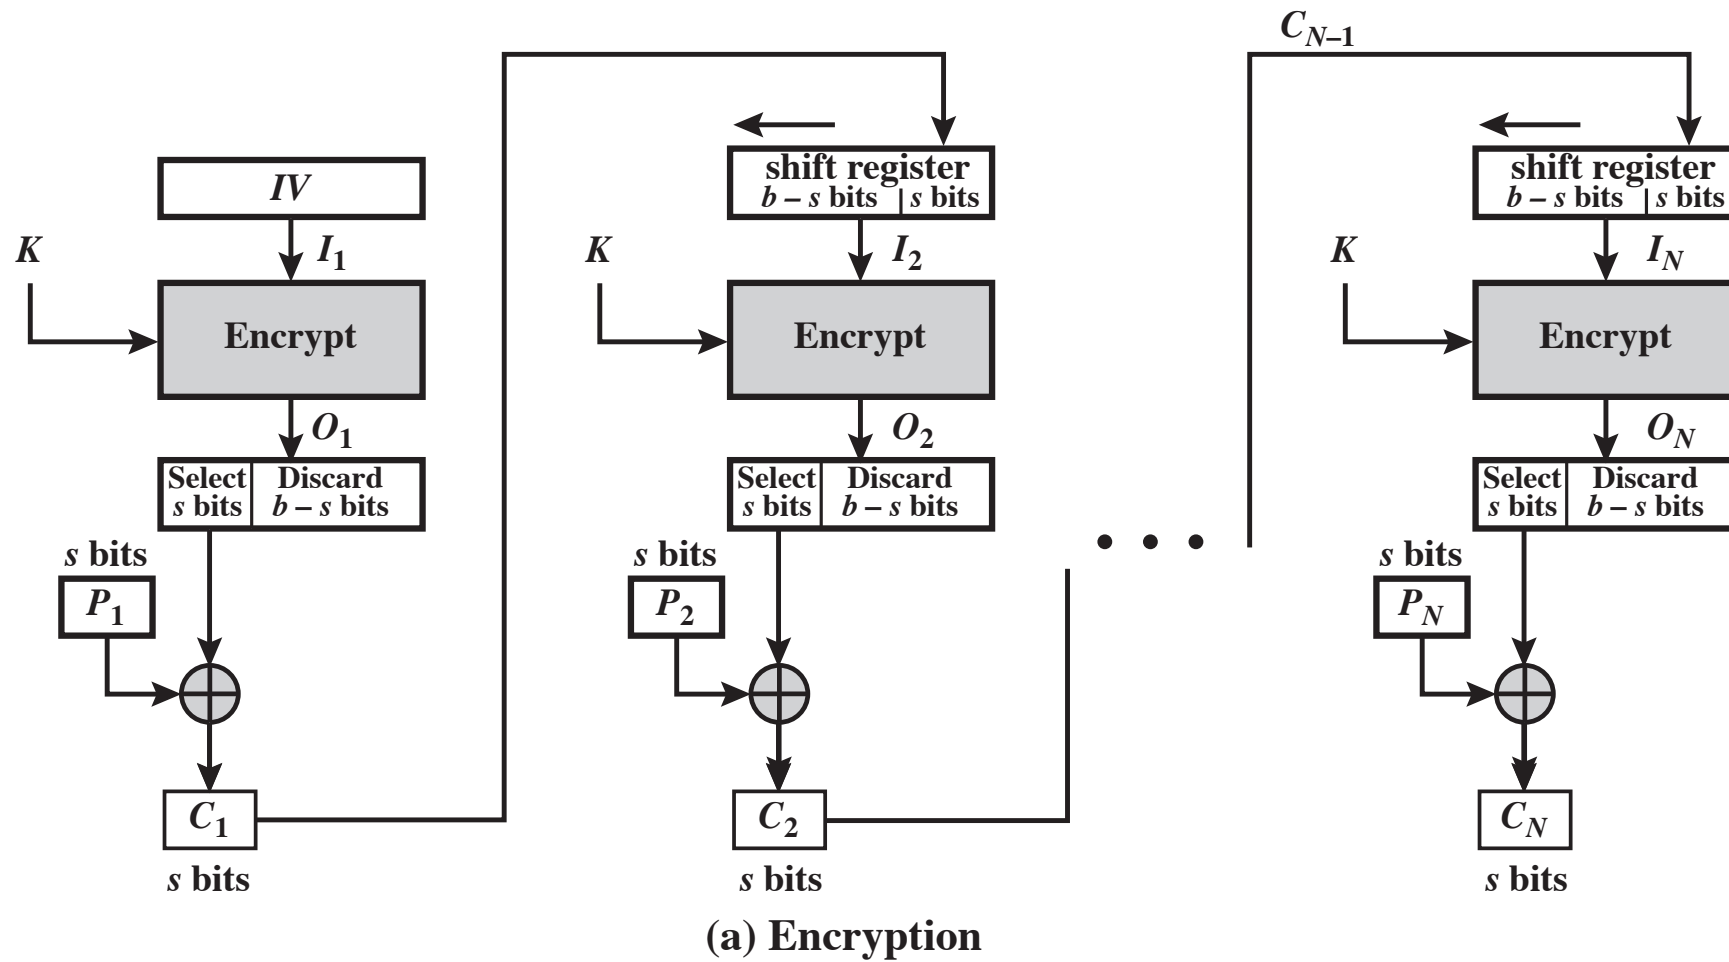 C_{N–1}
shift register
b – s bits | s bits
shift register
b – s bits | s bits
IV
K
I_1
K
I_2
K
I_N
Encrypt
Encrypt
Encrypt
O_1
O_2
O_N
Select Discard
s bits b – s bits
Select Discard
s bits b – s bits
Select Discard
s bits b – s bits
s bits
s bits
s bits
P_1
P_2
P_N
C_1
C_2
C_N
s bits
s bits
s bits
(a) Encryption